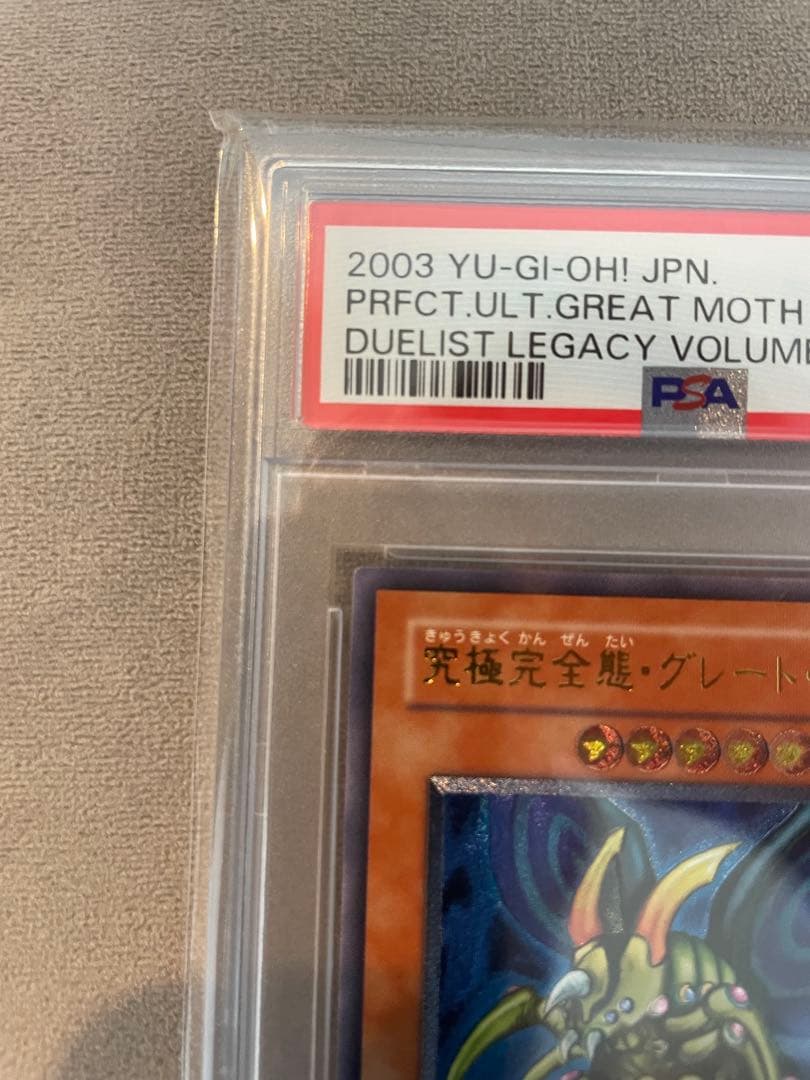 2003 YU-GI-OH! JPN.
PRFCT.ULT.GREAT MOTH
DUELIST LEGACY VOLUME
PSA
きゅうきょく かん ぜん たい
究極完全態・グレート